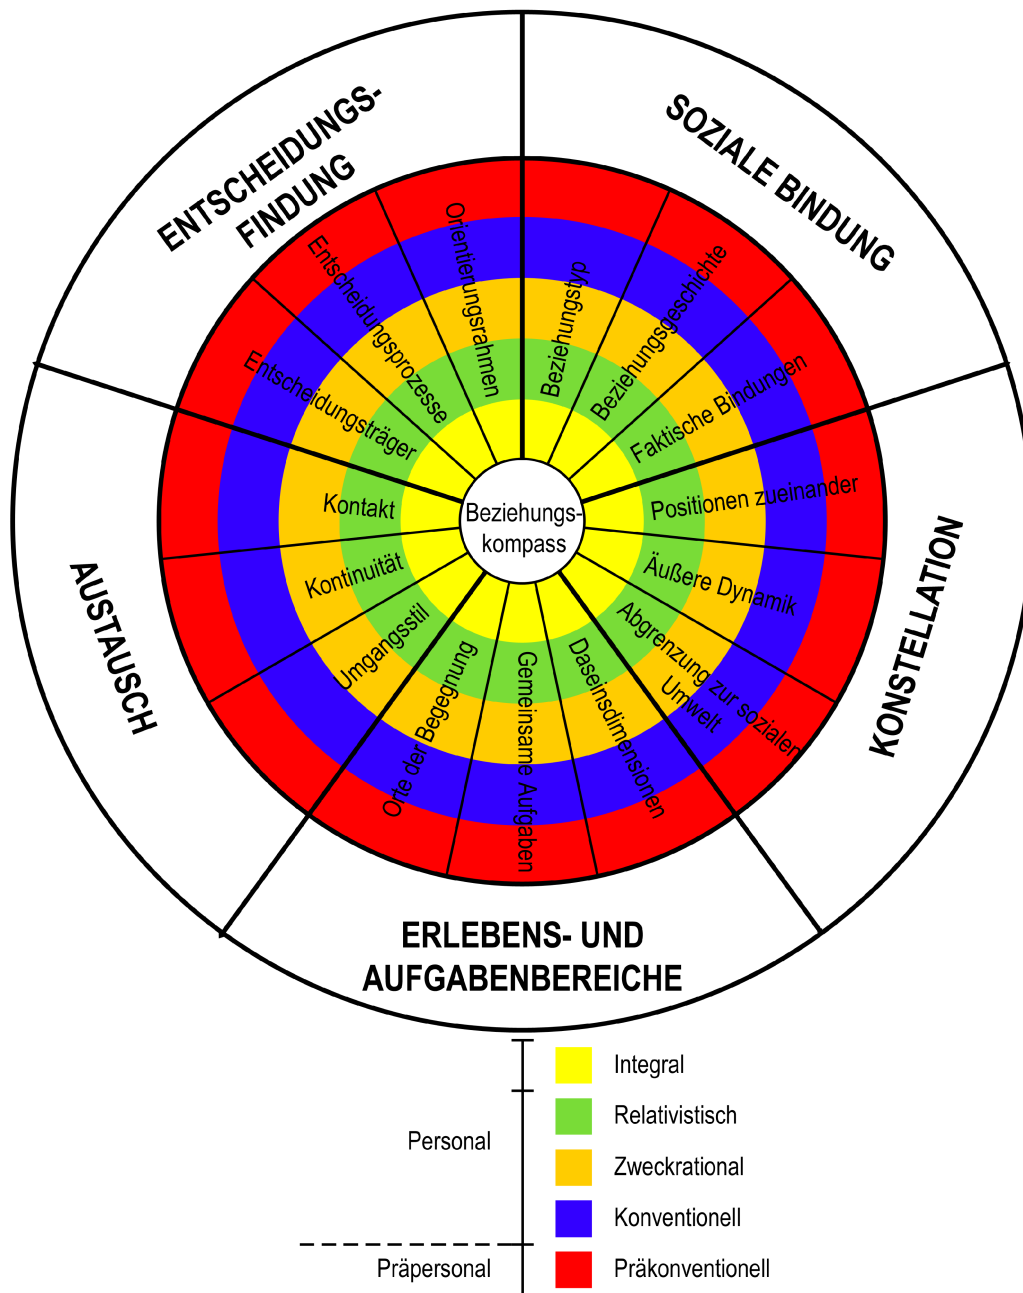 ENTSCHEIDUNGS-
FINDUNG
SOZIALE BINDUNG
KONSTELLATION
ERLEBENS- UND
AUFGABENBEREICHE
AUSTAUSCH
Beziehungs-
kompass
Orientierungsrahmen
Entscheidungsprozesse
Entscheidungsträger
Beziehungstyp
Beziehungsgeschichte
Faktische Bindungen
Positionen zueinander
Äußere Dynamik
Abgrenzung zur sozialen
Umwelt
Daseinsdimensionen
Gemeinsame Aufgaben
Orte der Begegnung
Umgangsstil
Kontinuität
Kontakt
Integral
Relativistisch
Personal
Zweckrational
Konventionell
Präpersonal
Präkonventionell